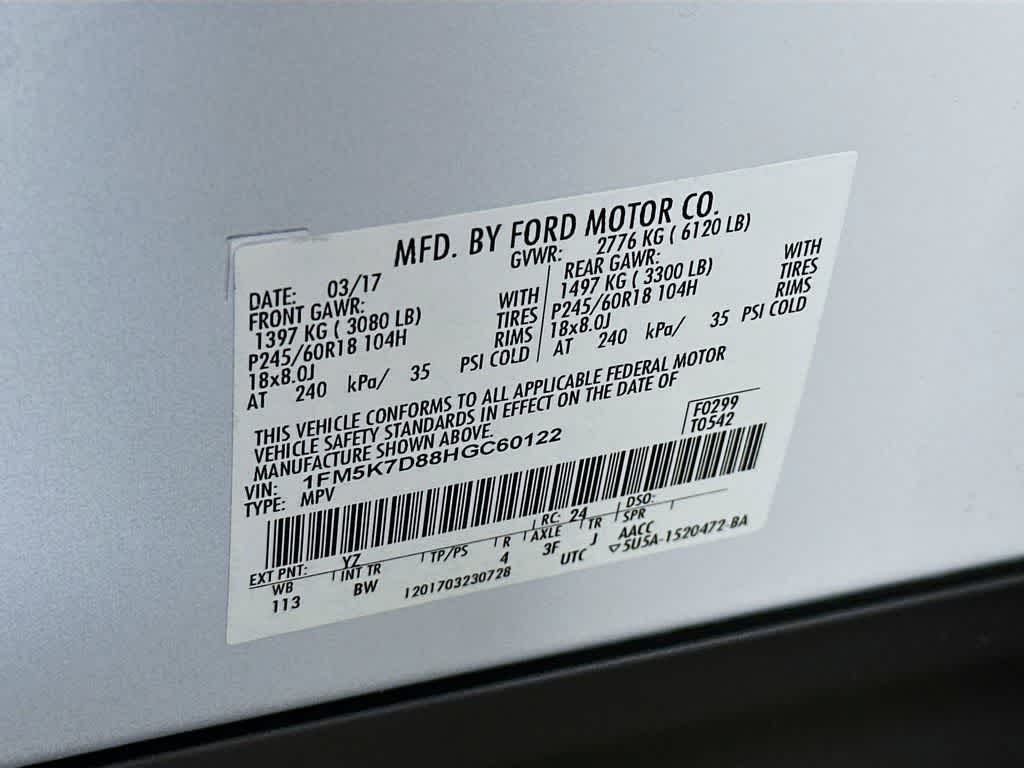 MFD. BY FORD MOTOR CO.
DATE: 03/17 GVWR: 2776 KG ( 6120 LB)
FRONT GAWR: REAR GAWR:
1397 KG ( 3080 LB) WITH 1497 KG ( 3300 LB) WITH
P245/60R18 104H TIRES P245/60R18 104H TIRES
18x8.0J RIMS 18x8.0J RIMS
AT 240 kPa/ 35 PSI COLD AT 240 kPa/ 35 PSI COLD
THIS VEHICLE CONFORMS TO ALL APPLICABLE FEDERAL MOTOR
VEHICLE SAFETY STANDARDS IN EFFECT ON THE DATE OF
MANUFACTURE SHOWN ABOVE.
F0299
T0542
VIN: 1FM5K7D88HGC60122
TYPE: MPV
EXT PNT: YZ RC: 24 DSO:
WB INT TR TP/PS R AXLE TR SPR
113 BW 4 3F J AACC
1201703230728 UTC ▽5U5A-1520472-BA